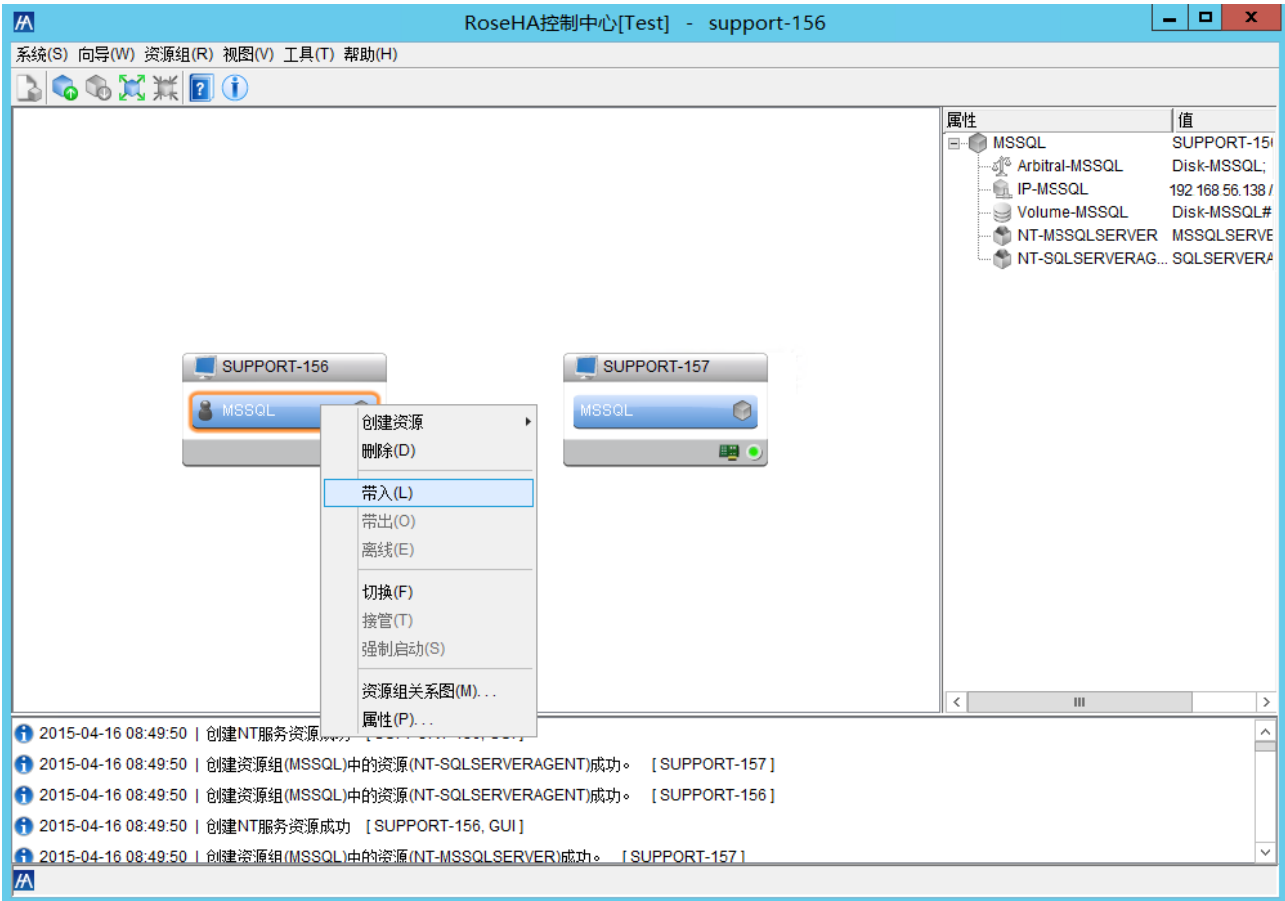 RoseHA控制中心[Test] - support-156
系统(S) 向导(W) 资源组(R) 视图(V) 工具(T) 帮助(H)
属性 值
MSSQL SUPPORT-15
Arbitral-MSSQL Disk-MSSQL;
IP-MSSQL 192 168 56.138 /
Volume-MSSQL Disk-MSSQL#
NT-MSSQLSERVER MSSQLSERVE
NT-SQLSERVERAG... SQLSERVERA
SUPPORT-156
MSSQL
SUPPORT-157
MSSQL
创建资源
删除(D)
带入(L)
带出(O)
离线(E)
切换(F)
接管(T)
强制启动(S)
资源组关系图(M)...
属性(P)...
2015-04-16 08:49:50 | 创建NT服务资源
2015-04-16 08:49:50 | 创建资源组(MSSQL)中的资源(NT-SQLSERVERAGENT)成功。 [ SUPPORT-157 ]
2015-04-16 08:49:50 | 创建资源组(MSSQL)中的资源(NT-SQLSERVERAGENT)成功。 [ SUPPORT-156 ]
2015-04-16 08:49:50 | 创建NT服务资源成功 [ SUPPORT-156, GUI ]
2015-04-16 08:49:50 | 创建资源组(MSSQL)中的资源(NT-MSSQLSERVER)成功。 [ SUPPORT-157 ]